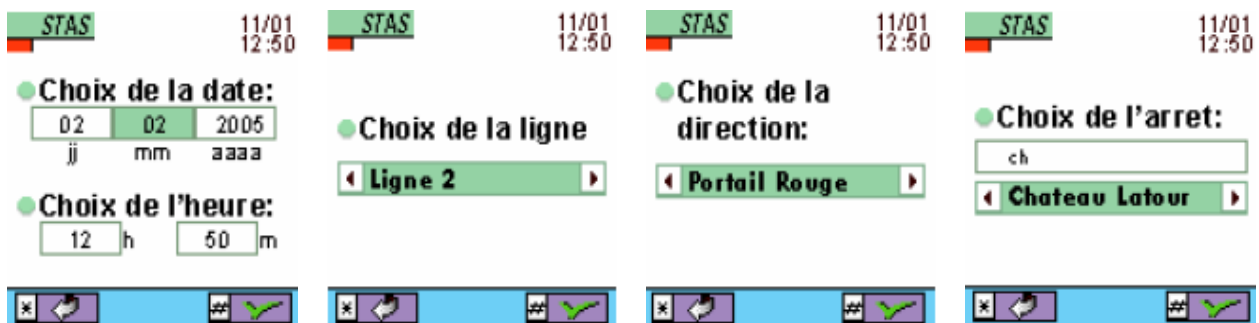 STAS
11/01
12:50
Choix de la date:
02 02 2005
jj mm aaaa
Choix de l'heure:
12 h 50 m
* #
STAS
11/01
12:50
Choix de la ligne
Ligne 2
* #
STAS
11/01
12:50
Choix de la
direction:
Portail Rouge
* #
STAS
11/01
12:50
Choix de l'arret:
ch
Chateau Latour
* #